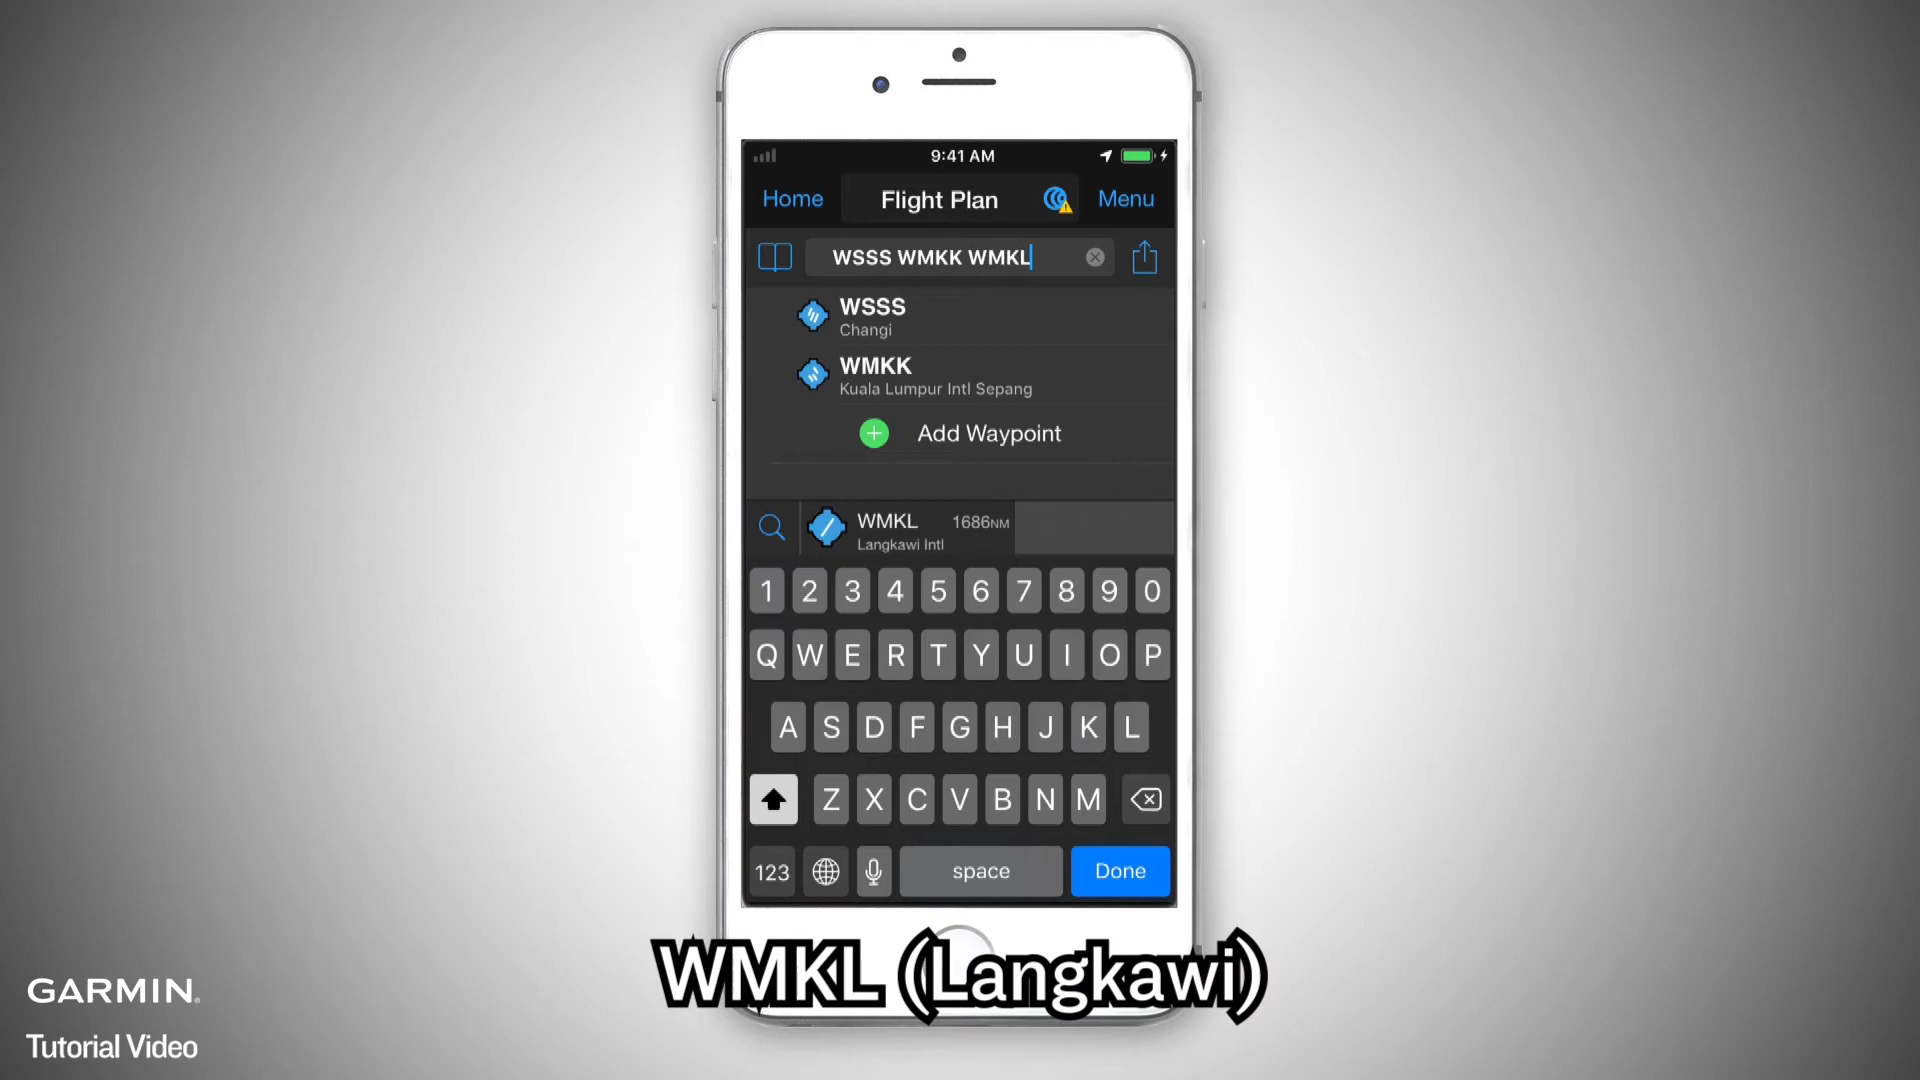 9:41 AM
Home
Flight Plan
Menu
WSSS WMKK WMKL
WSSS
Changi
WMKK
Kuala Lumpur Intl Sepang
Add Waypoint
WMKL 1686NM
Langkawi Intl
1 2 3 4 5 6 7 8 9 0
Q W E R T Y U I O P
A S D F G H J K L
Z X C V B N M
123 space Done
WMKL (Langkawi)
GARMIN
Tutorial Video